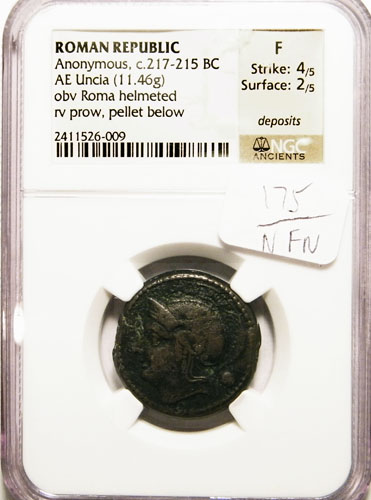 ROMAN REPUBLIC
Anonymous, c.217-215 BC
AE Uncia (11.46g)
obv Roma helmeted
rv prow, pellet below
2411526-009
F
Strike: 4/5
Surface: 2/5
deposits
NGC
ANCIENTS
175
N FN